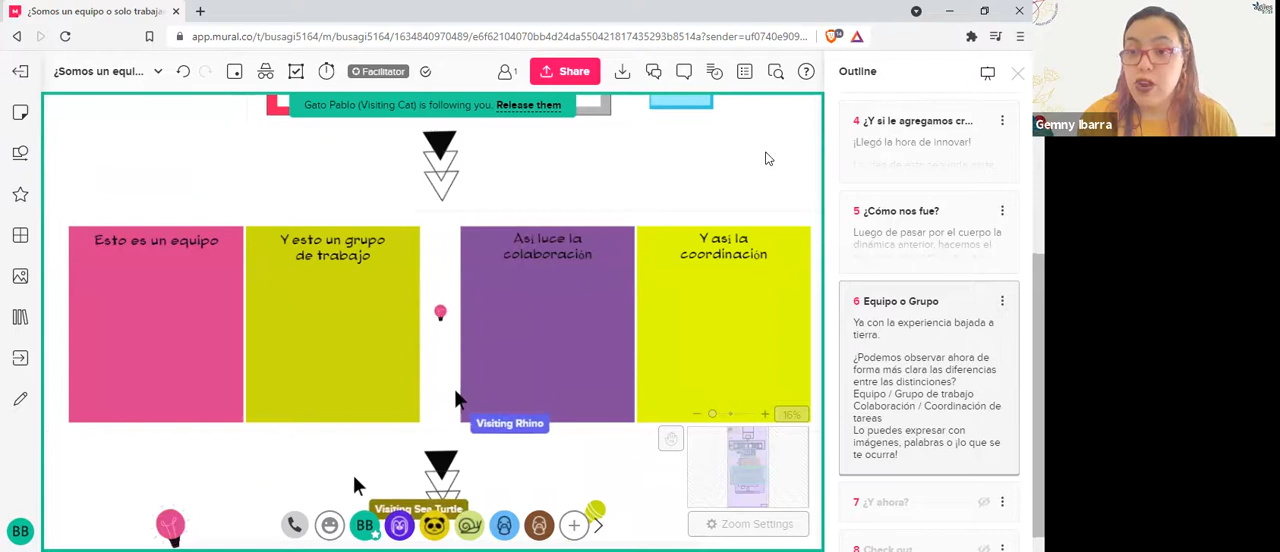 ¿Somos un equipo o solo trabaja
app.mural.co/t/busagi5164/m/busagi5164/1634840970489/e6f62104070bb4d24da550421817435293b8514a?sender=uf0740e909...
14
¿Somos un equi...
Facilitator
1
Share
Outline
Gato Pablo (Visiting Cat) is following you. Release them
Gemny Ibarra
4 ¿Y si le agregamos cr...
¡Llegó la hora de innovar!
5 ¿Cómo nos fue?
Luego de pasar por el cuerpo la
dinámica anterior, hacemos el
Esto es un equipo
Y esto un grupo
de trabajo
Así luce la
colaboración
Y así la
coordinación
6 Equipo o Grupo
Ya con la experiencia bajada a
tierra.
¿Podemos observar ahora de
forma más clara las diferencias
entre las distinciones?
Equipo / Grupo de trabajo
Colaboración / Coordinación de
tareas
Lo puedes expresar con
imágenes, palabras o ¡lo que se
te ocurra!
16%
Visiting Rhino
Visiting Sea Turtle
BB
BB
Zoom Settings
7 ¿Y ahora?
8 Check out